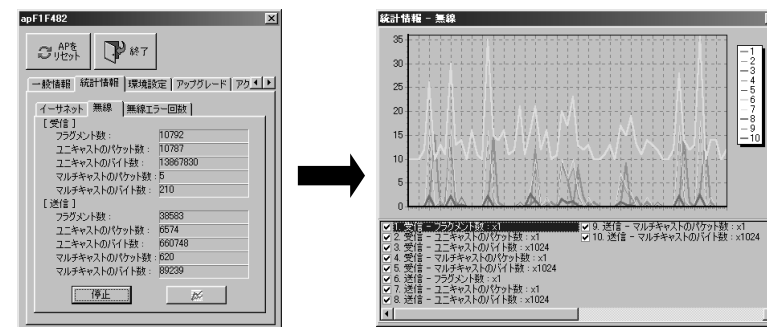 apF1F482
APを
リセット
終了
一般情報 統計情報 環境設定 アップグレード アク
イーサネット 無線 無線エラー回数
[受信]
フラグメント数: 10792
ユニキャストのパケット数: 10787
ユニキャストのバイト数: 13867830
マルチキャストのパケット数: 5
マルチキャストのバイト数: 210
[送信]
フラグメント数: 38583
ユニキャストのパケット数: 6574
ユニキャストのバイト数: 660748
マルチキャストのパケット数: 620
マルチキャストのバイト数: 89239
停止
統計情報 - 無線
35
30
25
20
15
10
5
0
1
2
3
4
5
6
7
8
9
10
1. 受信 - フラグメント数:x1
2. 受信 - ユニキャストのパケット数:x1
3. 受信 - ユニキャストのバイト数:x1024
4. 受信 - マルチキャストのパケット数:x1
5. 受信 - マルチキャストのバイト数:x1024
6. 送信 - フラグメント数:x1
7. 送信 - ユニキャストのパケット数:x1
8. 送信 - ユニキャストのバイト数:x1024
9. 送信 - マルチキャストのパケット数:x1
10. 送信 - マルチキャストのバイト数:x1024